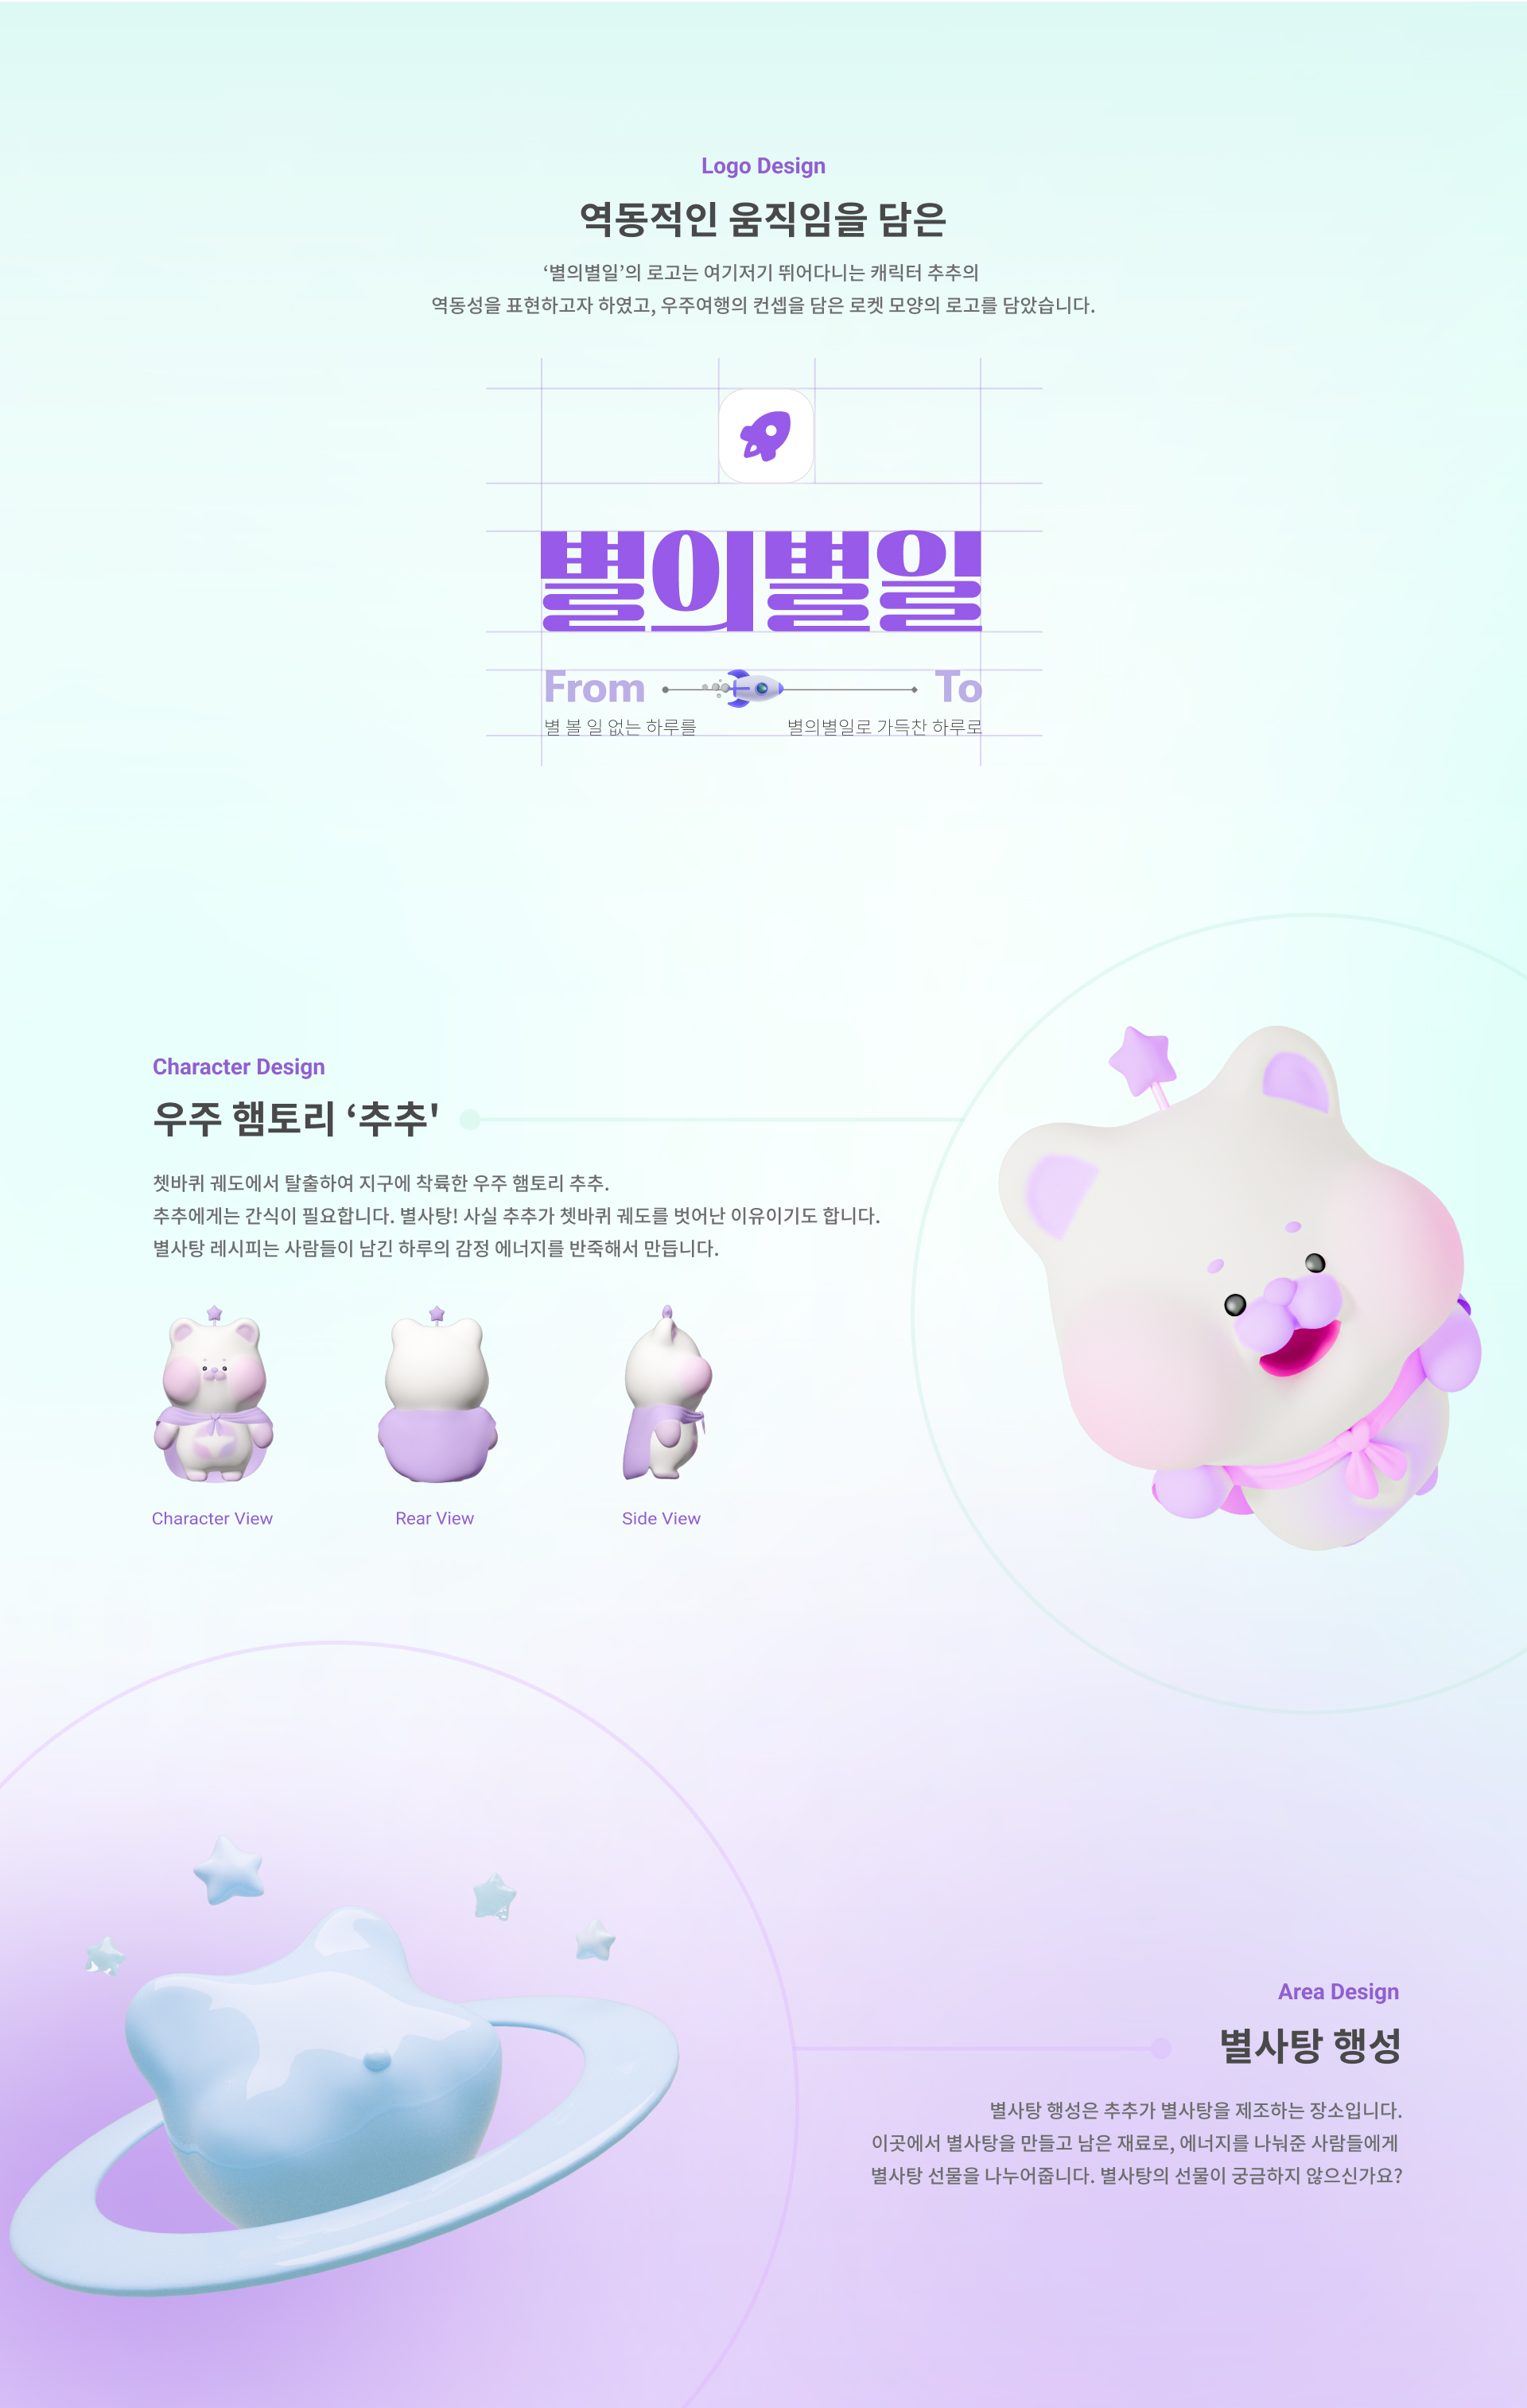 Logo Design
역동적인 움직임을 담은
‘별의별일’의 로고는 여기저기 뛰어다니는 캐릭터 추추의
역동성을 표현하고자 하였고, 우주여행의 컨셉을 담은 로켓 모양의 로고를 담았습니다.
별의별일
From To
별 볼 일 없는 하루를 별의별일로 가득찬 하루로
Character Design
우주 햄토리 ‘추추'
쳇바퀴 궤도에서 탈출하여 지구에 착륙한 우주 햄토리 추추.
추추에게는 간식이 필요합니다. 별사탕! 사실 추추가 쳇바퀴 궤도를 벗어난 이유이기도 합니다.
별사탕 레시피는 사람들이 남긴 하루의 감정 에너지를 반죽해서 만듭니다.
Character View Rear View Side View
Area Design
별사탕 행성
별사탕 행성은 추추가 별사탕을 제조하는 장소입니다.
이곳에서 별사탕을 만들고 남은 재료로, 에너지를 나눠준 사람들에게
별사탕 선물을 나누어줍니다. 별사탕의 선물이 궁금하지 않으신가요?